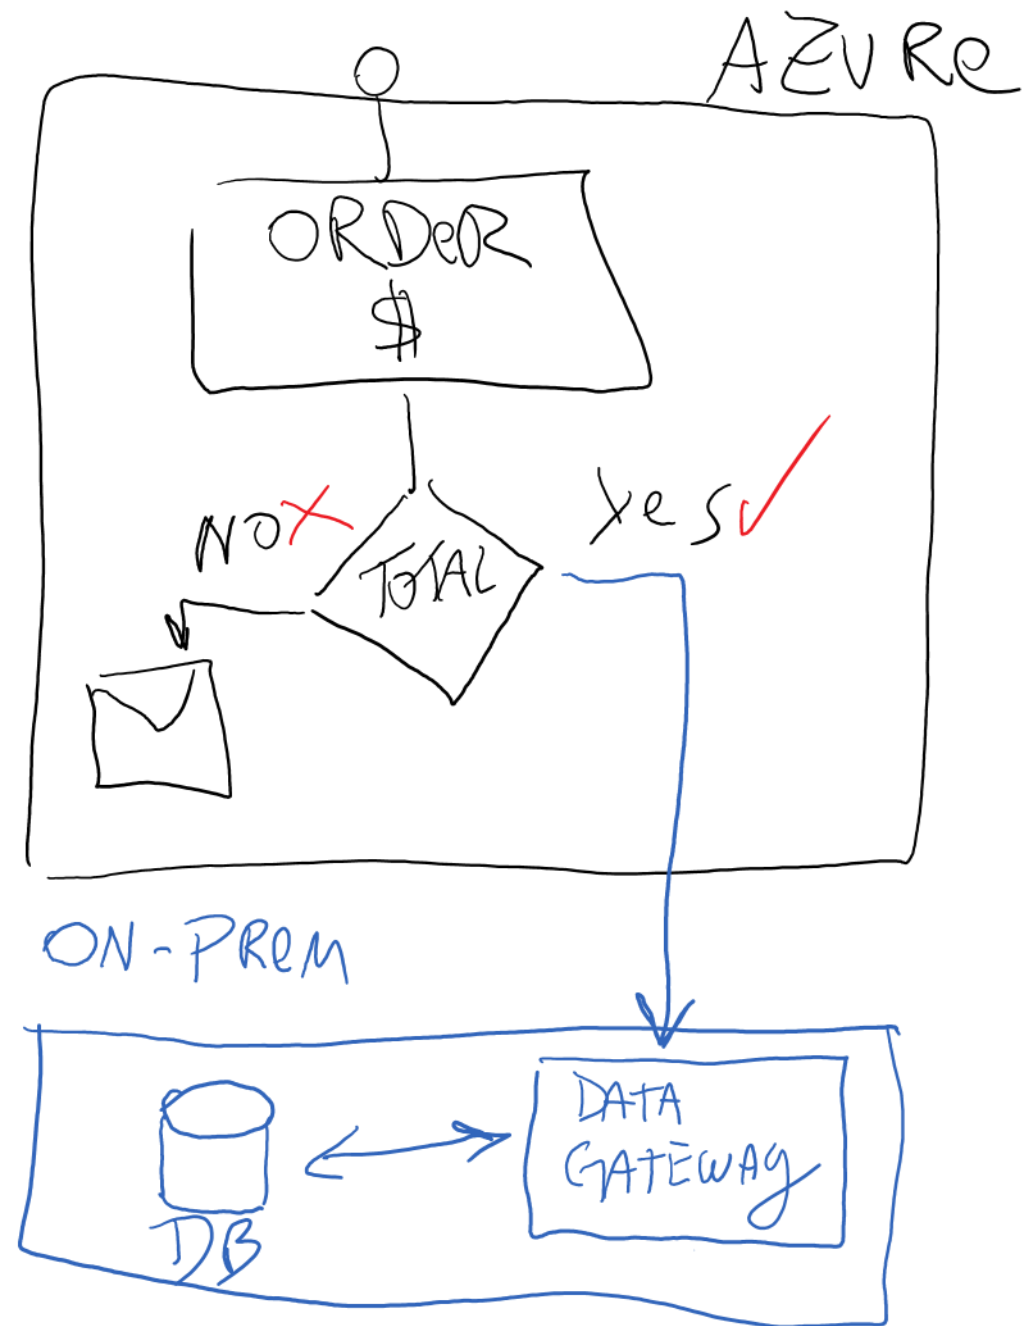 AZURe
ORDeR
$
NO
Yes
TOTAL
ON-PReM
DATA
GATEWAy
DB